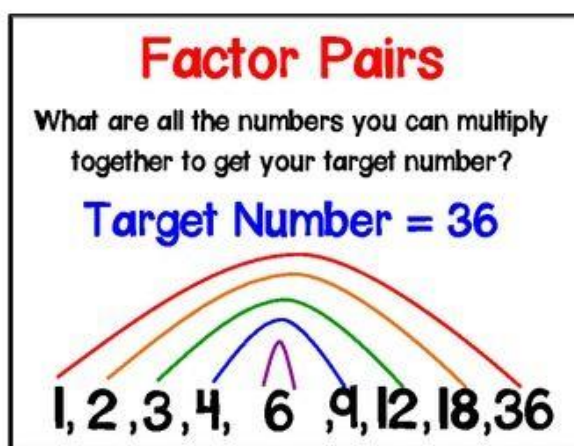 Factor Pairs
What are all the numbers you can multiply
together to get your target number?
Target Number = 36
1, 2 ,3, 4, 6 ,9,12,18,36